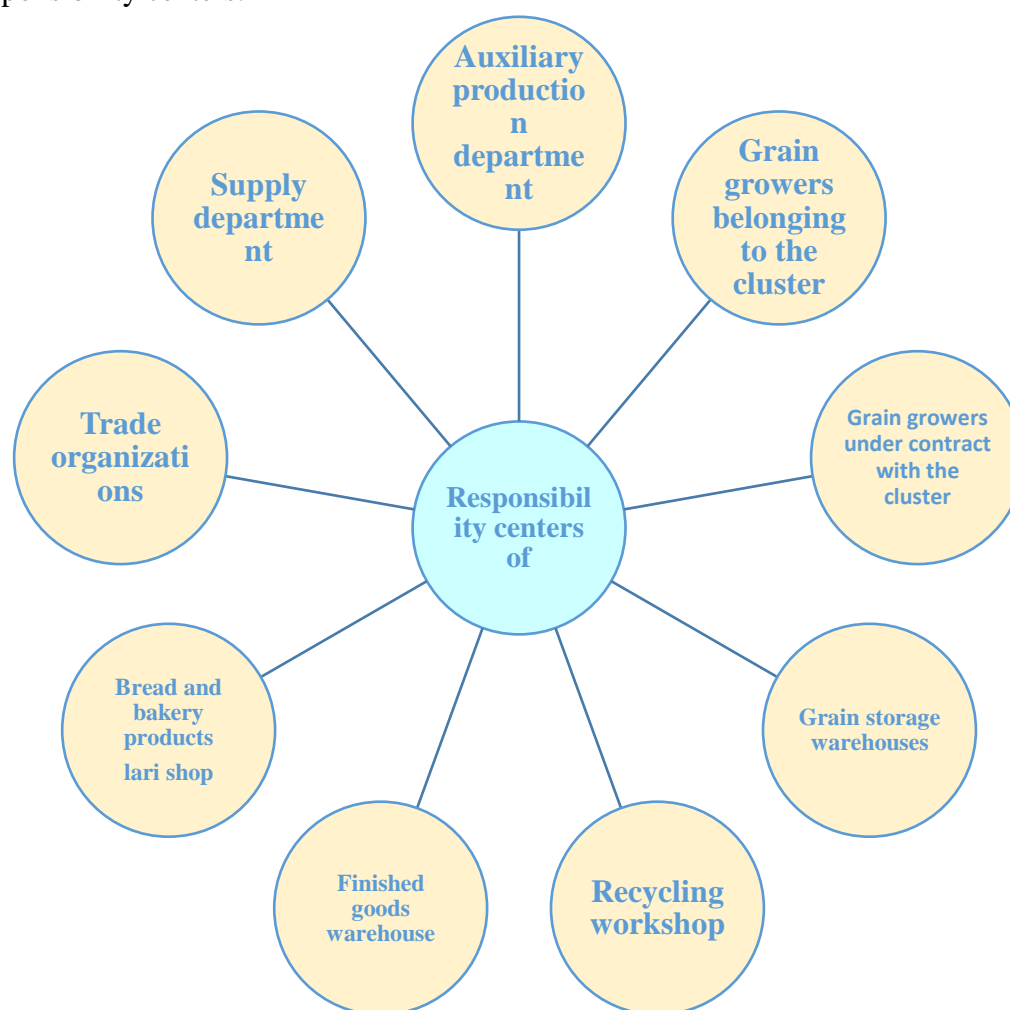 Auxiliary
productio
n
departme
nt
Grain
growers
belonging
to the
cluster
Supply
departme
nt
Grain growers
under contract
with the
cluster
Trade
organizati
ons
Responsibil
ity centers
of
Bread and
bakery
products
lari shop
Grain storage
warehouses
Finished
goods
warehouse
Recycling
workshop